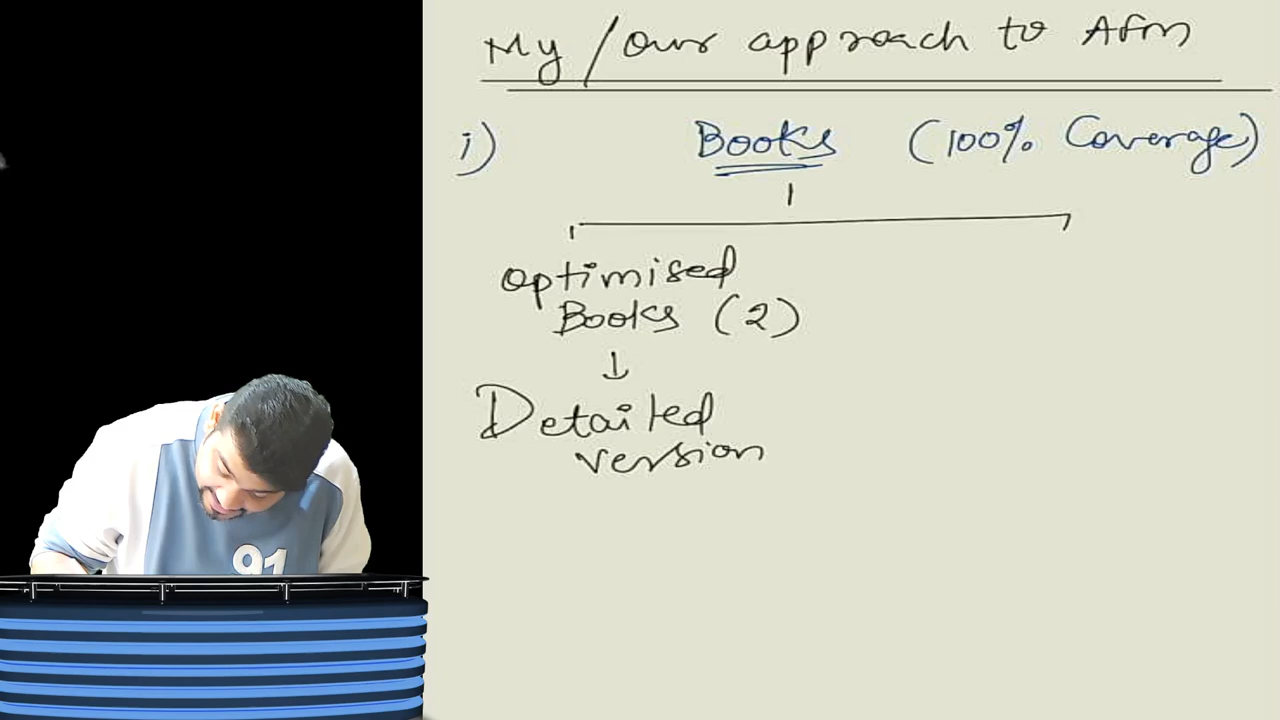 My / our approach to AFM
i) Books (100% Coverage)
optimised
Books (2)
Detailed
version
91